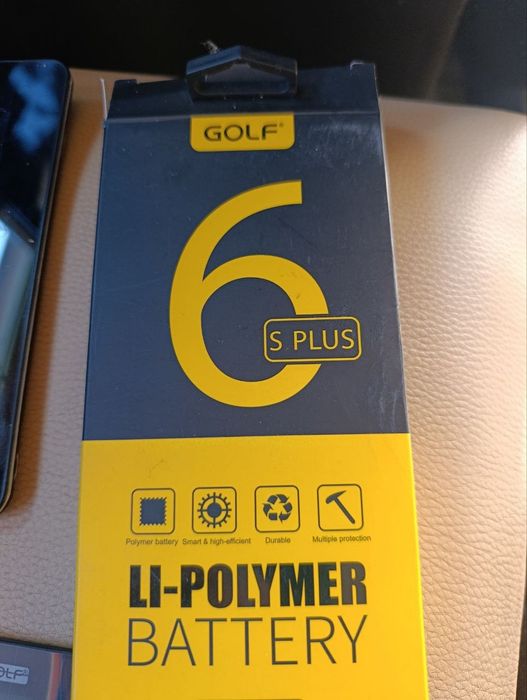 GOLF®
6
S PLUS
Polymer battery Smart & high-efficient Durable Multiple protection
LI-POLYMER
BATTERY